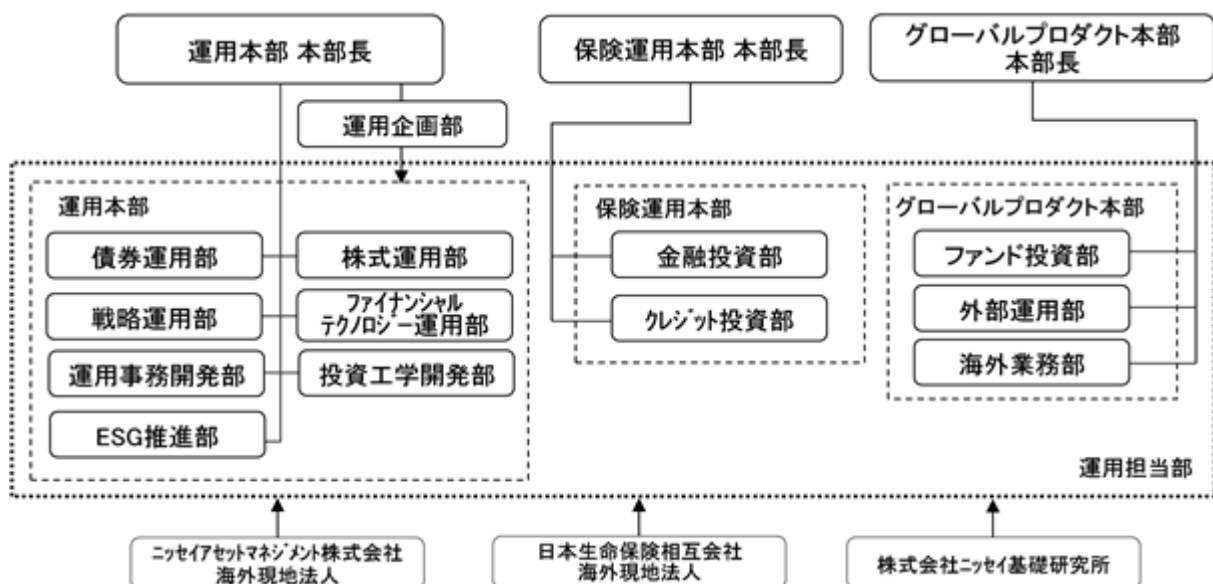 運用本部 本部長
保険運用本部 本部長
グローバルプロダクト本部
本部長
運用企画部
運用本部
債券運用部
株式運用部
戦略運用部
ファイナンシャル
テクノロジー運用部
運用事務開発部
投資工学開発部
ESG推進部
保険運用本部
金融投資部
クレジット投資部
グローバルプロダクト本部
ファンド投資部
外部運用部
海外業務部
運用担当部
ニッセイアセットマネジメント株式会社
海外現地法人
日本生命保険相互会社
海外現地法人
株式会社ニッセイ基礎研究所